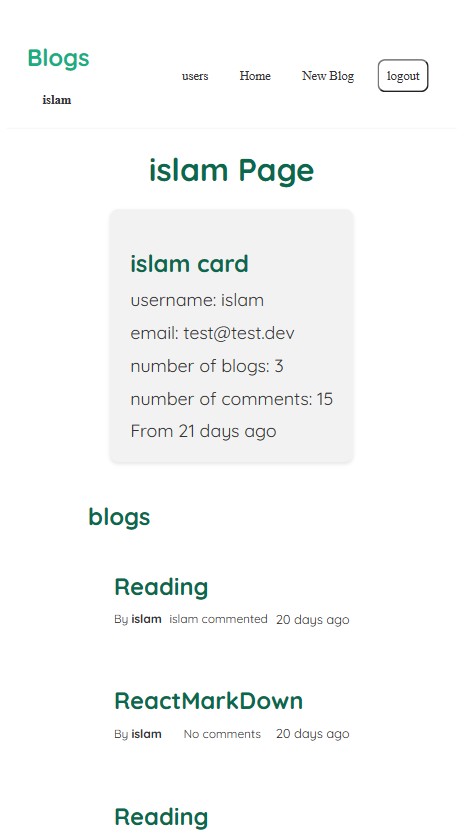 Blogs
islam
users Home New Blog logout
islam Page
islam card
username: islam
email: test@test.dev
number of blogs: 3
number of comments: 15
From 21 days ago
blogs
Reading
By islam islam commented 20 days ago
ReactMarkDown
By islam No comments 20 days ago
Reading